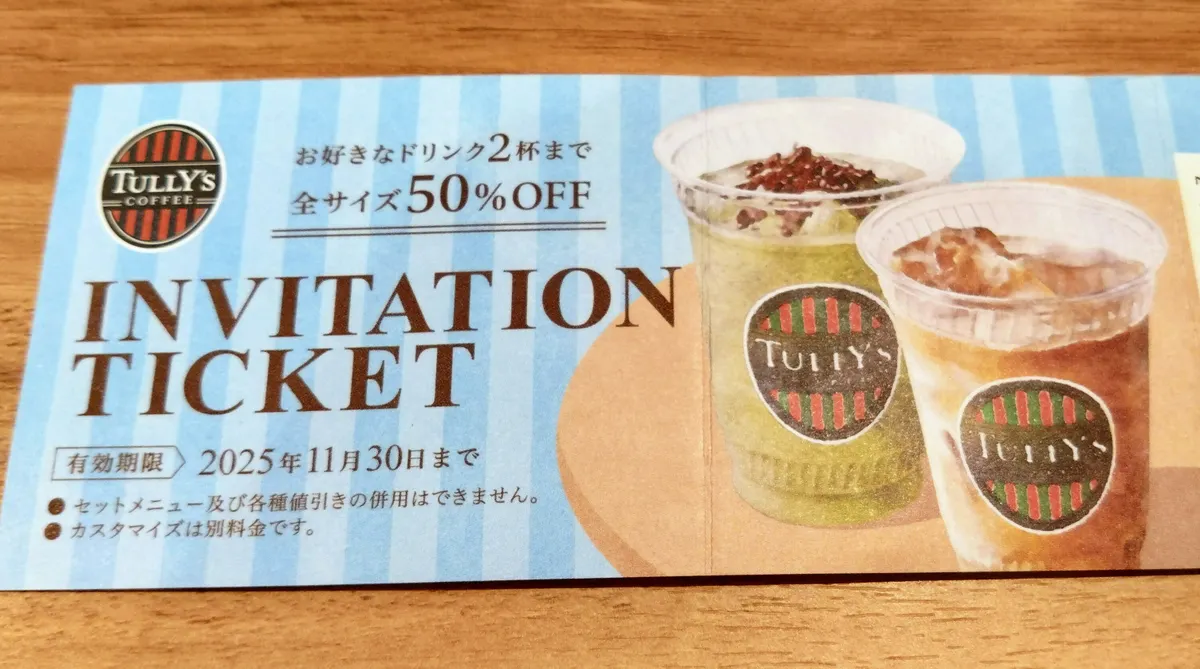 TULLY'S
COFFEE
お好きなドリンク2杯まで
全サイズ50%OFF
INVITATION
TICKET
有効期限 2025年11月30日まで
● セットメニュー及び各種値引きの併用はできません。
● カスタマイズは別料金です。
TULLY'S
TULLY'S